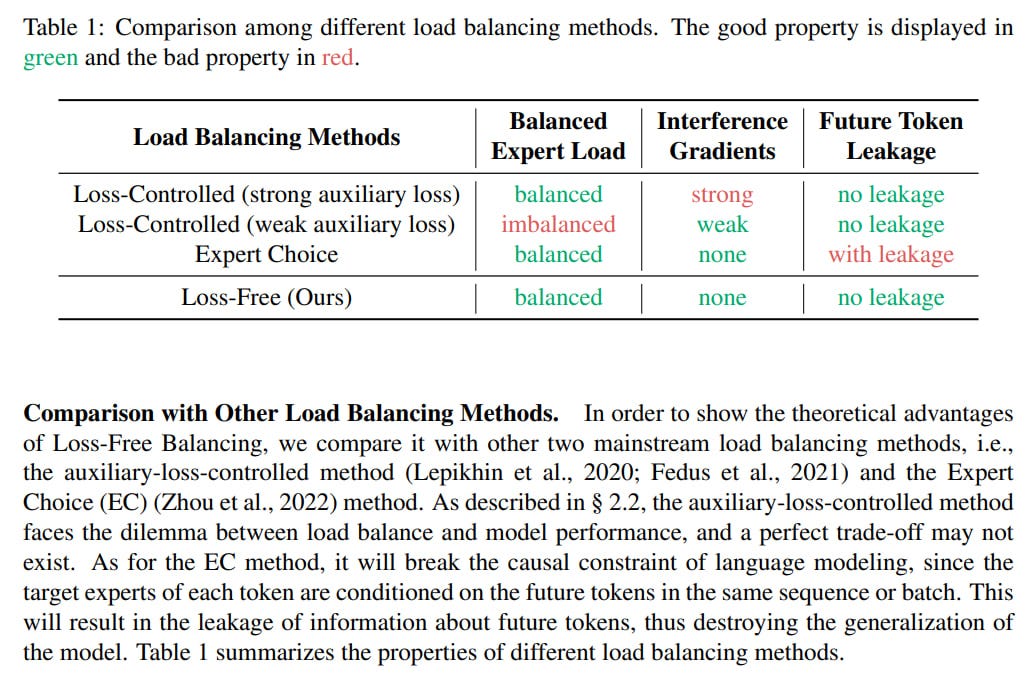 Table 1: Comparison among different load balancing methods. The good property is displayed in
green and the bad property in red.
Load Balancing Methods Balanced Expert Load Interference Gradients Future Token Leakage
Loss-Controlled (strong auxiliary loss) balanced strong no leakage
Loss-Controlled (weak auxiliary loss) imbalanced weak no leakage
Expert Choice balanced none with leakage
Loss-Free (Ours) balanced none no leakage
Comparison with Other Load Balancing Methods. In order to show the theoretical advantages
of Loss-Free Balancing, we compare it with other two mainstream load balancing methods, i.e.,
the auxiliary-loss-controlled method (Lepikhin et al., 2020; Fedus et al., 2021) and the Expert
Choice (EC) (Zhou et al., 2022) method. As described in § 2.2, the auxiliary-loss-controlled method
faces the dilemma between load balance and model performance, and a perfect trade-off may not
exist. As for the EC method, it will break the causal constraint of language modeling, since the
target experts of each token are conditioned on the future tokens in the same sequence or batch. This
will result in the leakage of information about future tokens, thus destroying the generalization of
the model. Table 1 summarizes the properties of different load balancing methods.